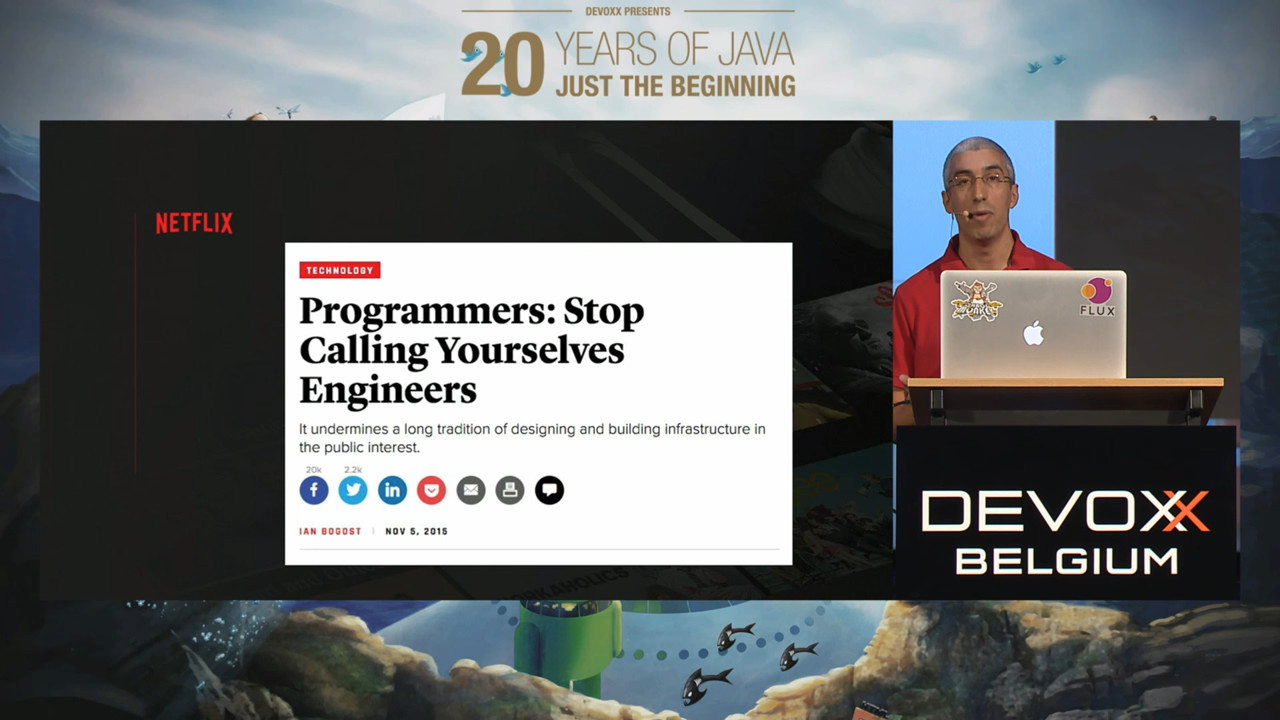 DEVOXX PRESENTS
20 YEARS OF JAVA
JUST THE BEGINNING
NETFLIX
TECHNOLOGY
Programmers: Stop
Calling Yourselves
Engineers
It undermines a long tradition of designing and building infrastructure in
the public interest.
20k 2.2k
IAN BOGOST | NOV 5, 2015
FLUX
DEVOXX
BELGIUM
WORKAHOLICS